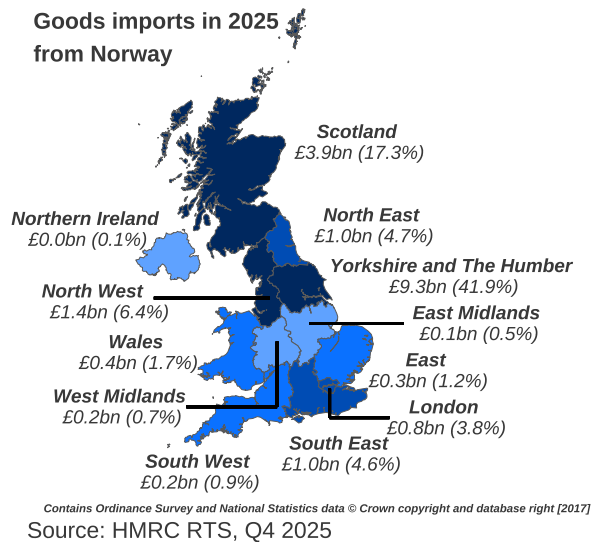 Goods imports in 2025
from Norway
Scotland
£3.9bn (17.3%)
Northern Ireland
£0.0bn (0.1%)
North East
£1.0bn (4.7%)
Yorkshire and The Humber
£9.3bn (41.9%)
North West
£1.4bn (6.4%)
East Midlands
£0.1bn (0.5%)
Wales
£0.4bn (1.7%)
East
£0.3bn (1.2%)
West Midlands
£0.2bn (0.7%)
London
£0.8bn (3.8%)
South East
£1.0bn (4.6%)
South West
£0.2bn (0.9%)
Contains Ordinance Survey and National Statistics data © Crown copyright and database right [2017]
Source: HMRC RTS, Q4 2025